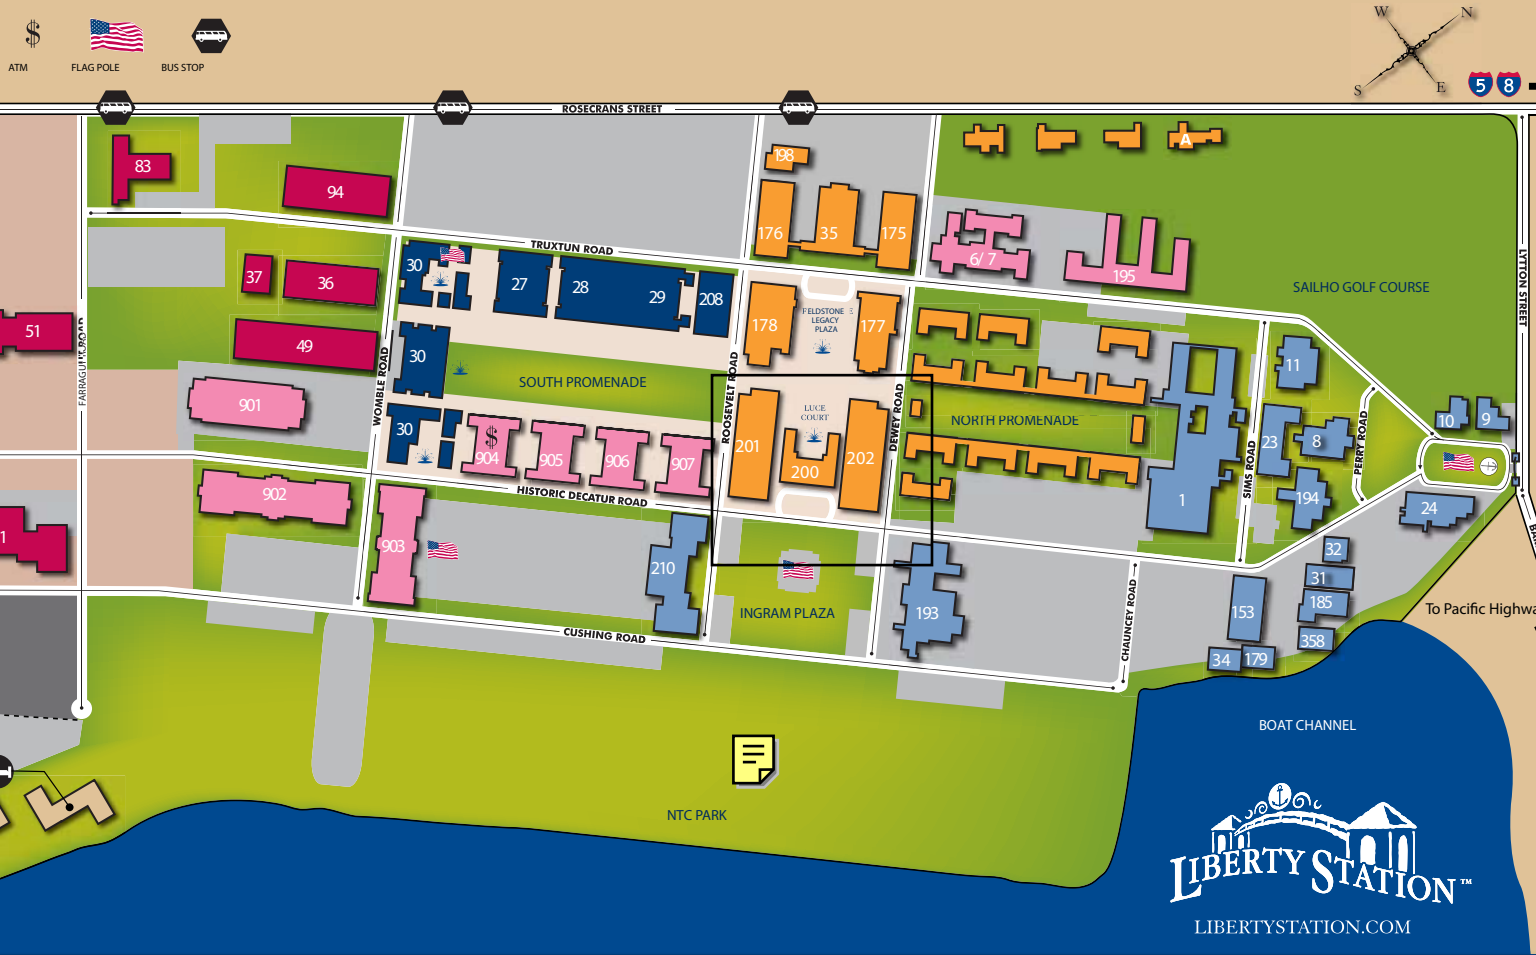 $
ATM
FLAG POLE
BUS STOP
W
N
S
E
5
8
ROSECRANS STREET
83
94
198
A
176
35
175
6/ 7
195
TRUXTUN ROAD
LYTTON STREET
SAILHO GOLF COURSE
37
36
30
27
28
29
208
178
FELDSTONE
LEGACY
PLAZA
177
51
49
FARRAGUT ROAD
WOMBLE ROAD
30
SOUTH PROMENADE
ROOSEVELT ROAD
DEWEY ROAD
LUCE
COURT
NORTH PROMENADE
11
10
9
901
30
$
904
905
906
907
201
200
202
SIMS ROAD
23
8
PERRY ROAD
902
HISTORIC DECATUR ROAD
1
194
24
1
903
210
INGRAM PLAZA
193
CHAUNCEY ROAD
32
31
153
185
358
34
179
To Pacific Highwa
CUSHING ROAD
BOAT CHANNEL
NTC PARK
LIBERTY STATION™
LIBERTYSTATION.COM